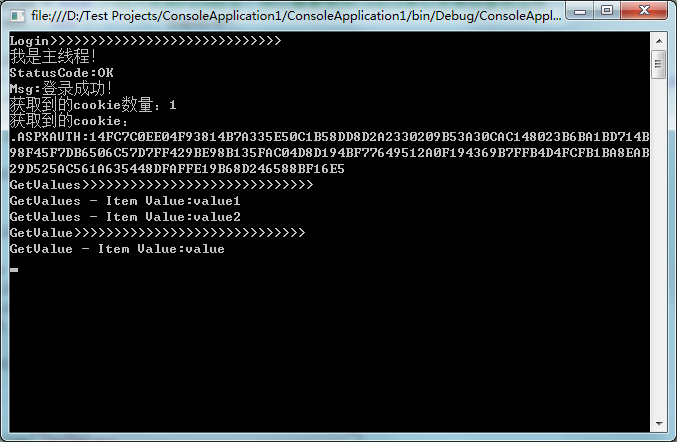 file:///D:/Test Projects/ConsoleApplication1/ConsoleApplication1/bin/Debug/ConsoleAppl...
Login>>>>>>>>>>>>>>>>>>>>>>>>>>>>>
我是主线程!
StatusCode:OK
Msg:登录成功!
获取到的cookie数量：1
获取到的cookie：
.ASPXAUTH:14FC7C0EE04F93814B7A335E50C1B58DD8D2A2330209B53A30CAC148023B6BA1BD714B
98F45F7DB6506C57D7FF429BE98B135FAC04D8D194BF77649512A0F194369B7FFB4D4FCFB1BA8EAB
29D525AC561A635448DFAFFE19B68D246588BF16E5
GetValues>>>>>>>>>>>>>>>>>>>>>>>>>>>>>
GetValues - Item Value:value1
GetValues - Item Value:value2
GetValue>>>>>>>>>>>>>>>>>>>>>>>>>>>>>
GetValue - Item Value:value